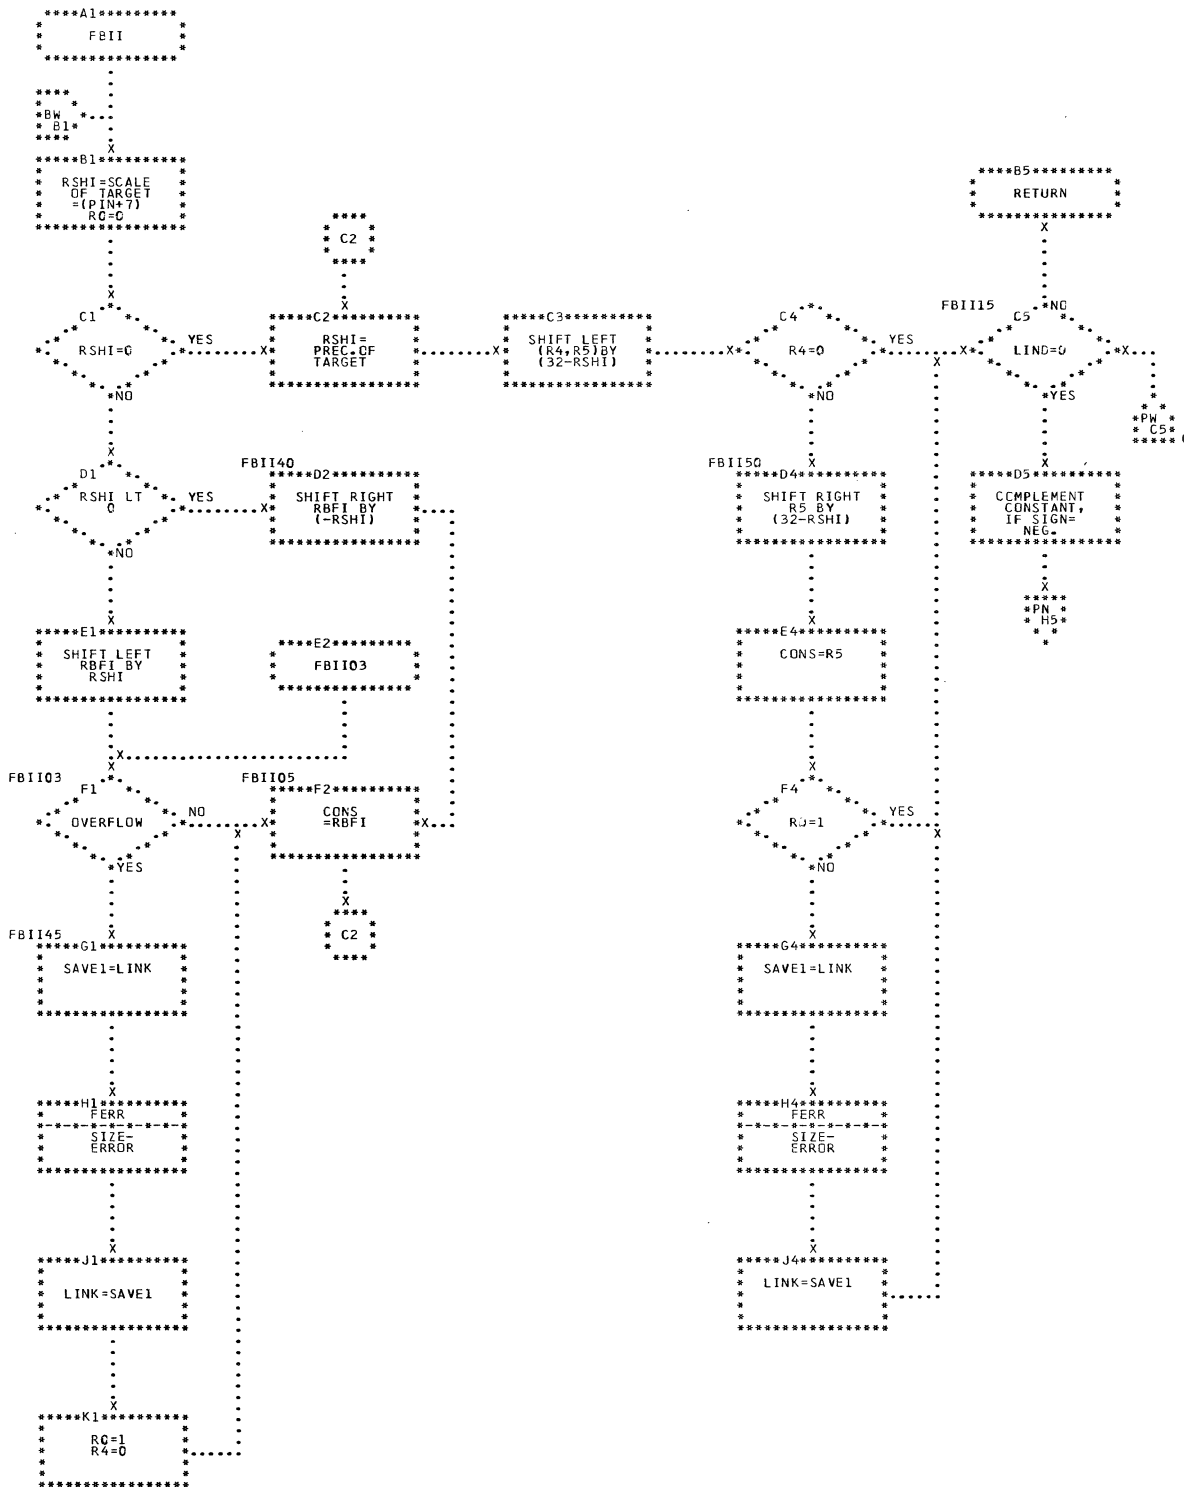 A1
FBII
BW
B1
B1
RSHI=SCALE
OF TARGET
=(PIN+7)
R0=0
B5
RETURN
C2
C1
RSHI=0
YES
NO
C2
RSHI=
PREC.OF
TARGET
C3
SHIFT LEFT
(R4,R5)BY
(32-RSHI)
C4
R4=0
YES
NO
FBII15
NO
C5
LIND=0
YES
PW
C5
D1
RSHI LT
0
YES
NO
FBII40
D2
SHIFT RIGHT
RBFI BY
(-RSHI)
FBII50
D4
SHIFT RIGHT
R5 BY
(32-RSHI)
D5
COMPLEMENT
CONSTANT,
IF SIGN=
NEG.
PN
H5
E1
SHIFT LEFT
RBFI BY
RSHI
E2
FBII03
E4
CONS=R5
FBII03
F1
OVERFLOW
NO
YES
FBII05
F2
CONS
=RBFI
C2
F4
R0=1
YES
NO
FBII45
G1
SAVE1=LINK
G4
SAVE1=LINK
H1
FERR
SIZE-
ERROR
H4
FERR
SIZE-
ERROR
J1
LINK=SAVE1
J4
LINK=SAVE1
K1
R0=1
R4=0